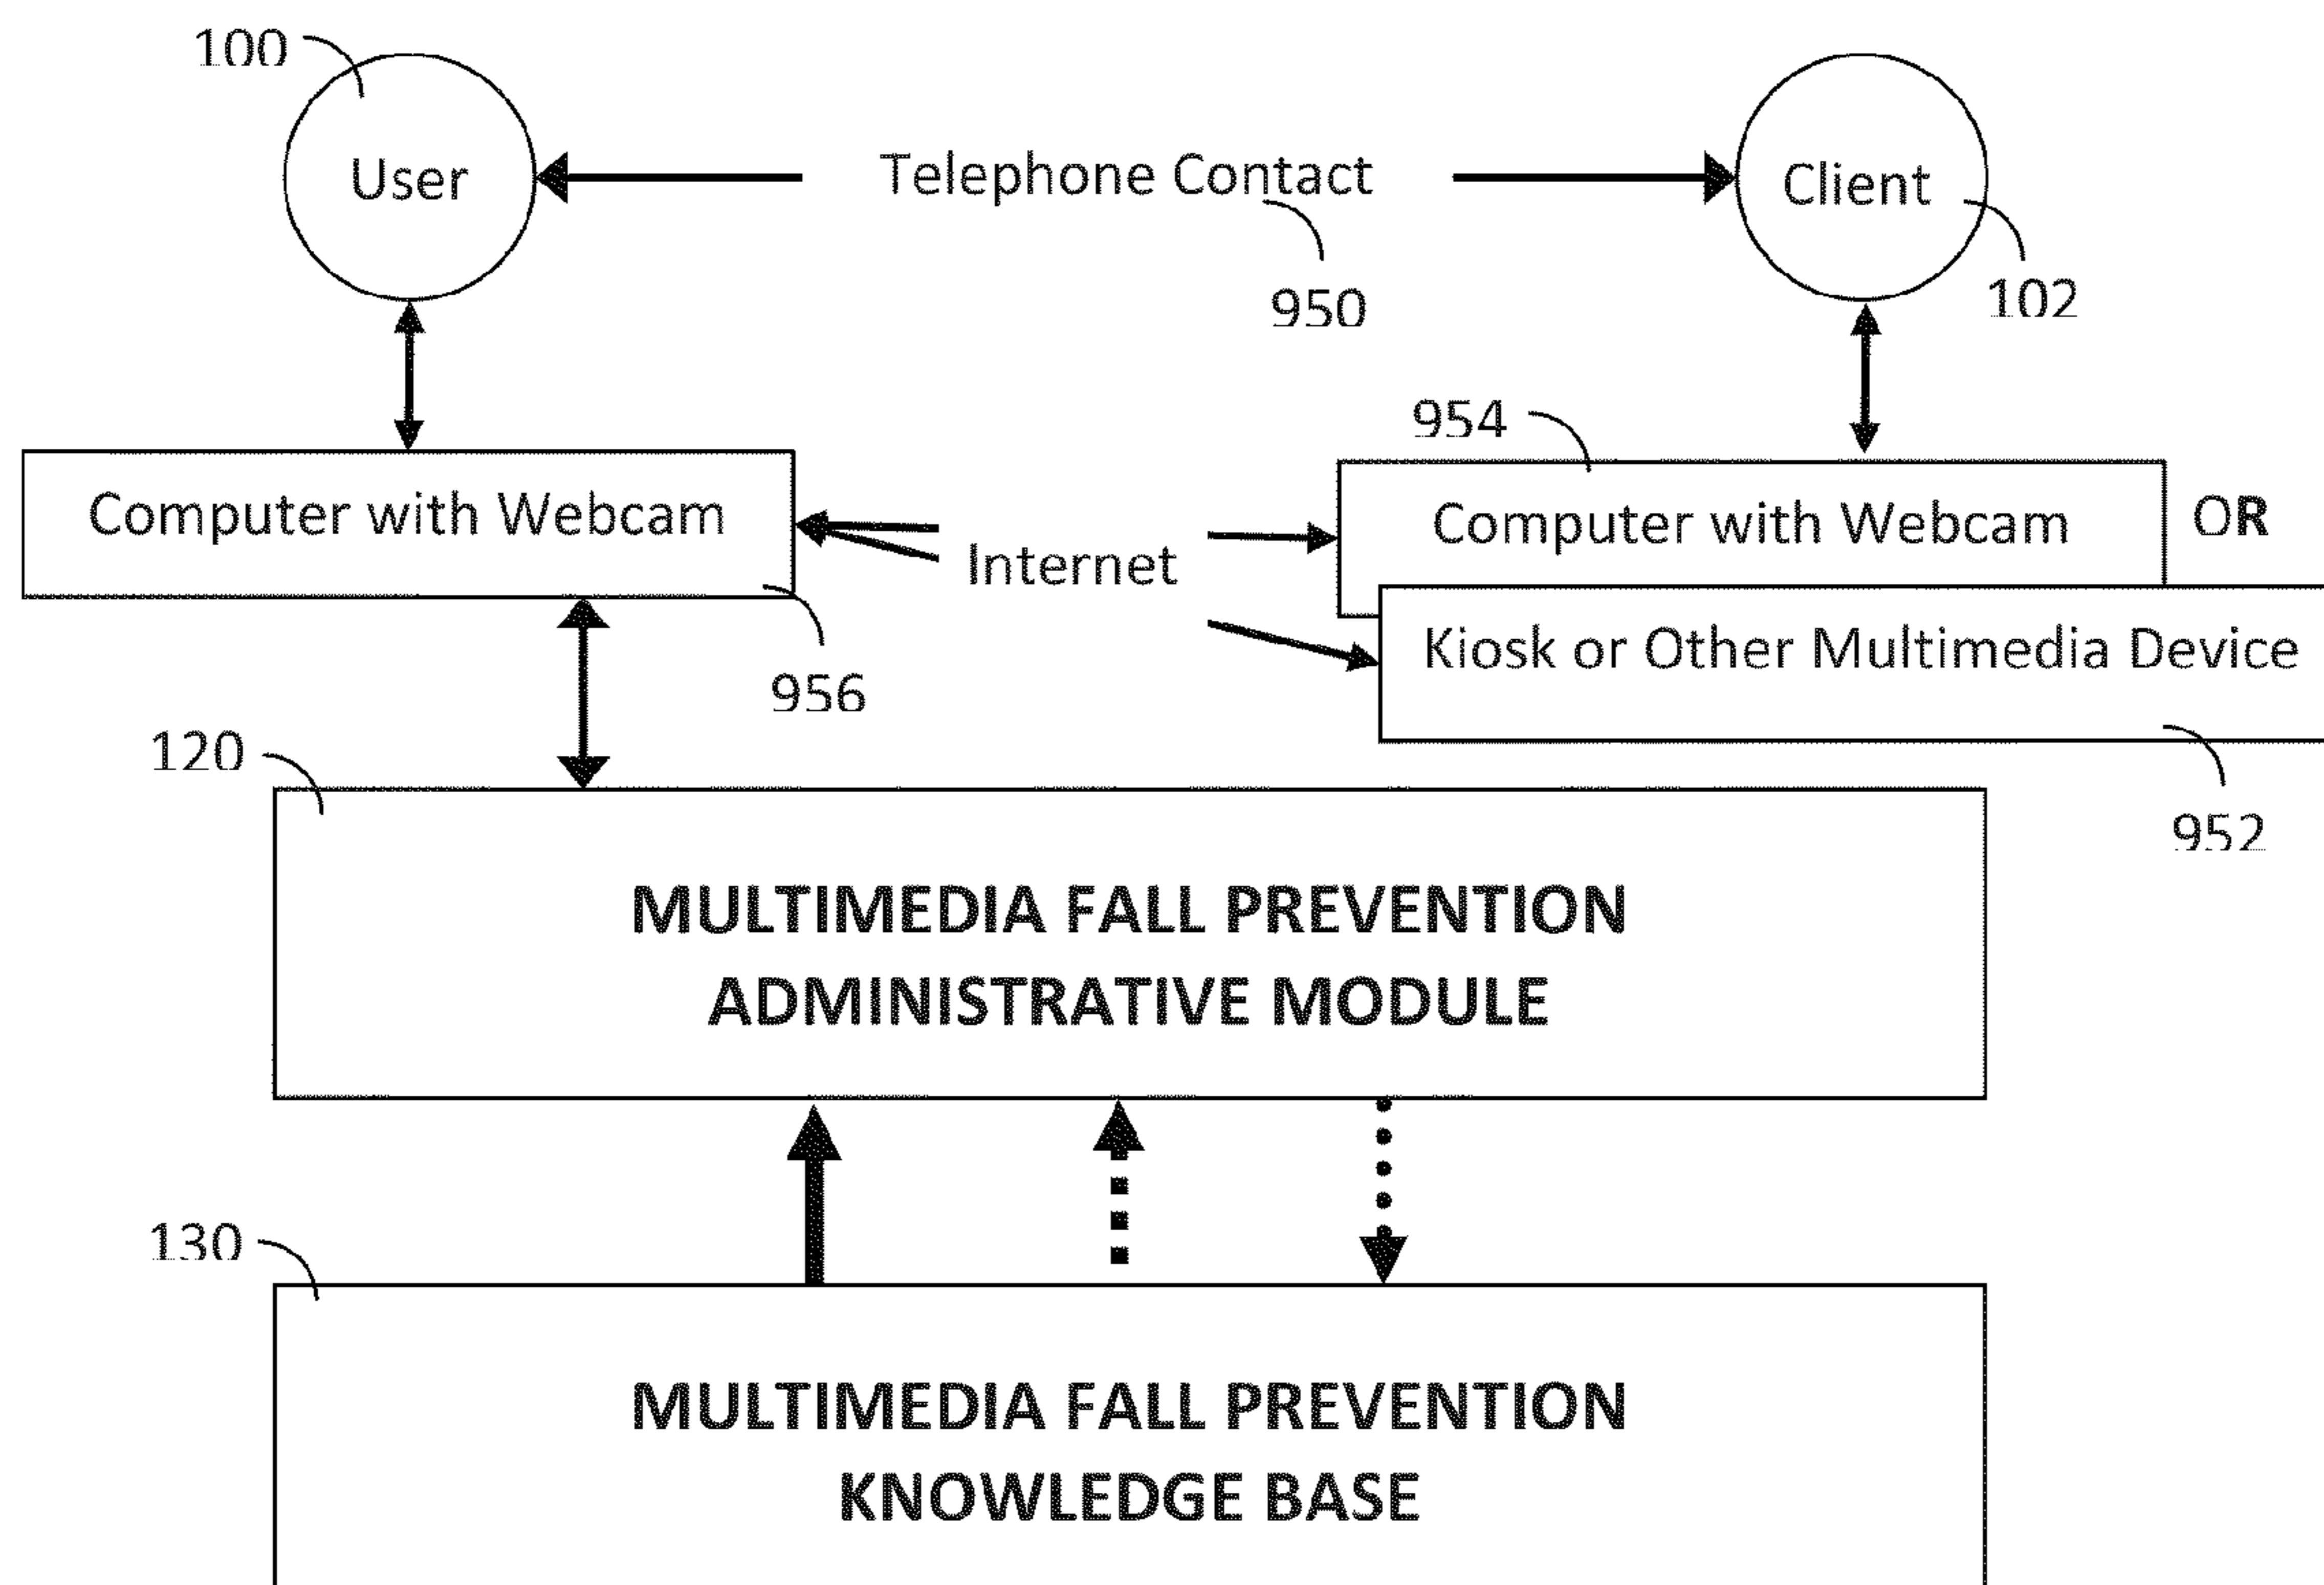 100
User
Telephone Contact
Client
950
102
954
Computer with Webcam
Computer with Webcam
OR
Internet
Kiosk or Other Multimedia Device
956
120
952
MULTIMEDIA FALL PREVENTION
ADMINISTRATIVE MODULE
130
MULTIMEDIA FALL PREVENTION
KNOWLEDGE BASE